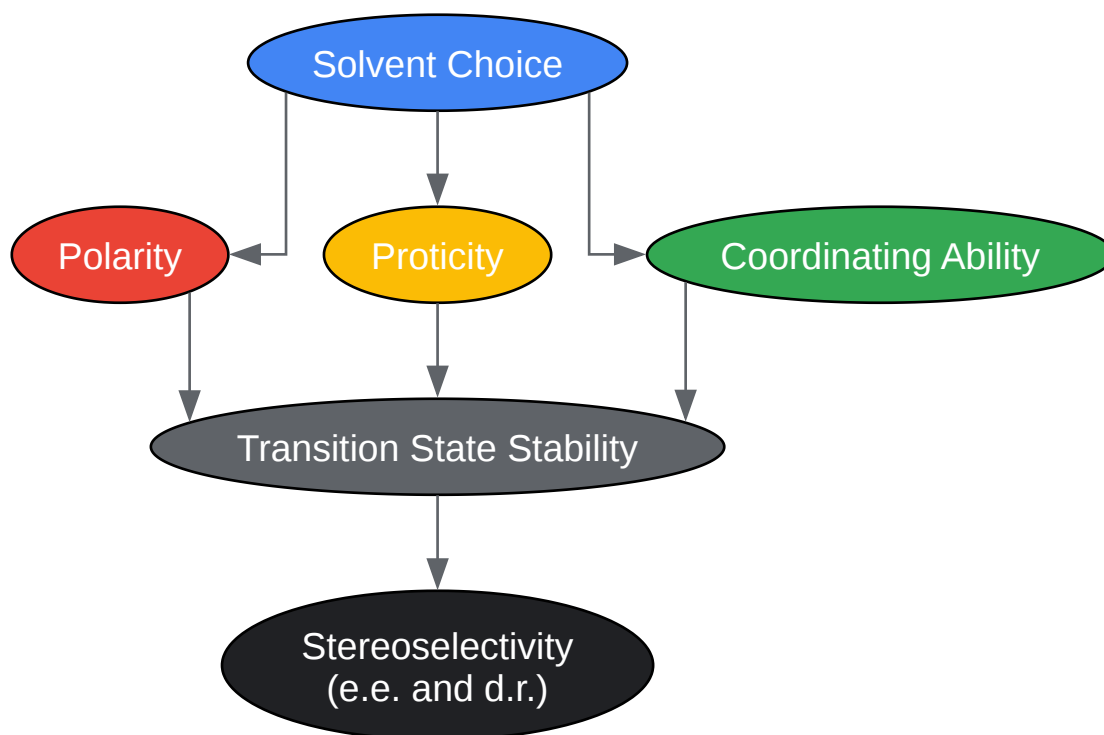 Solvent Choice
Polarity
Proticity
Coordinating Ability
Transition State Stability
Stereoselectivity
(e.e. and d.r.)